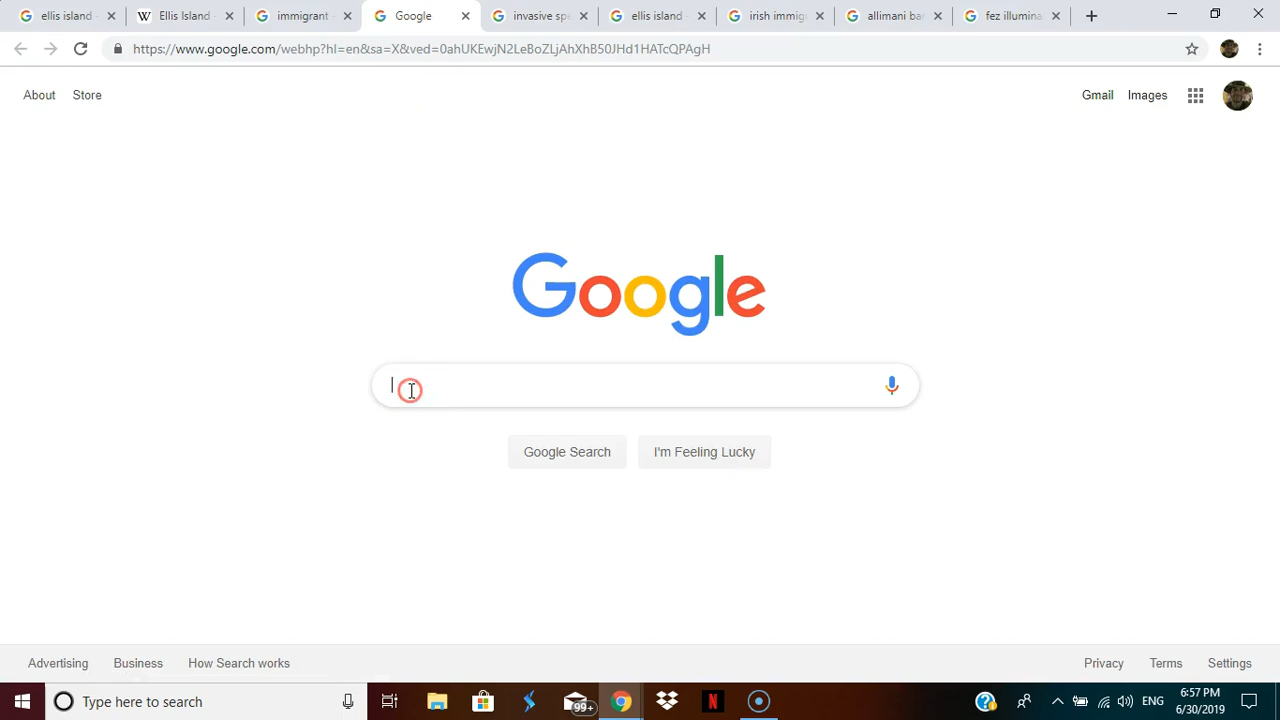 ellis island -
Ellis Island -
immigrant -
Google
invasive spe
ellis island -
irish immig
allimani ba
fez illumina
https://www.google.com/webhp?hl=en&sa=X&ved=0ahUKEwjN2LeBoZLjAhXhB50JHd1HATcQPAgH
About
Store
Gmail
Images
Google
Google Search
I'm Feeling Lucky
Advertising
Business
How Search works
Privacy
Terms
Settings
Type here to search
99+
ENG
6:57 PM
6/30/2019